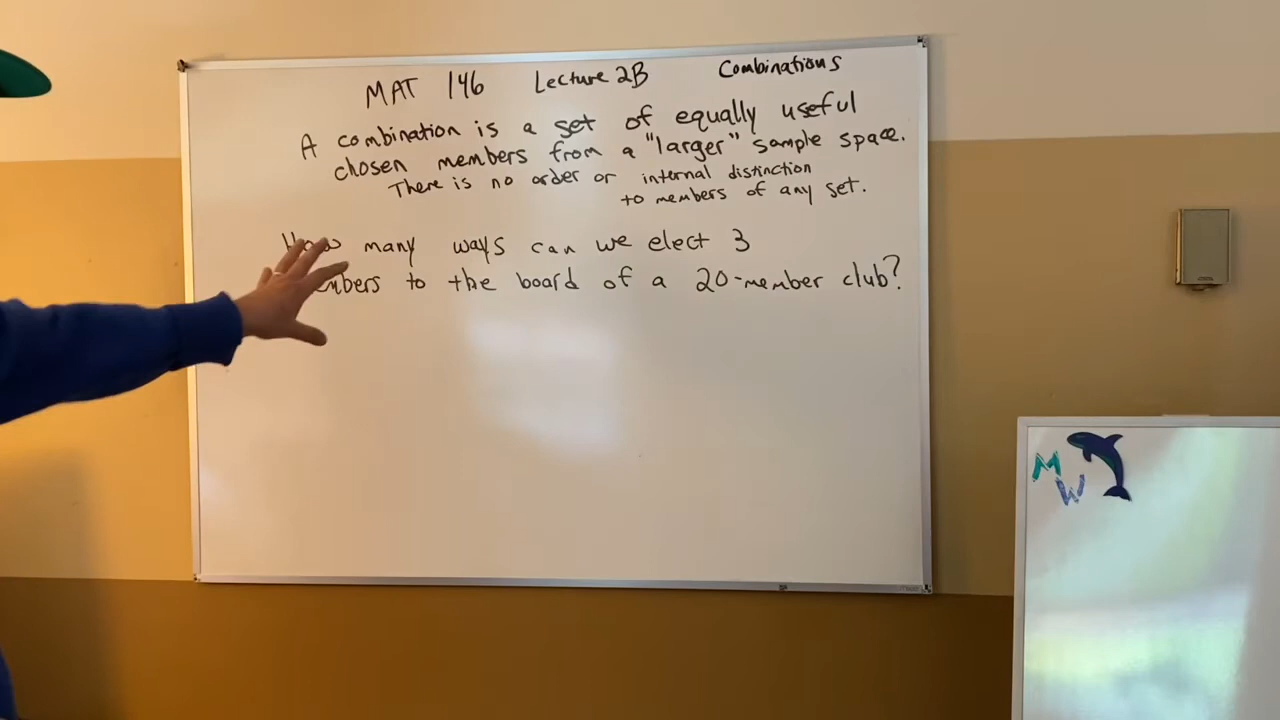 MAT 146 Lecture 2B Combinations
A combination is a set of equally useful
chosen members from a "larger" sample space.
There is no order or internal distinction
to members of any set.
How many ways can we elect 3
to the board of a 20-member club?
M
W